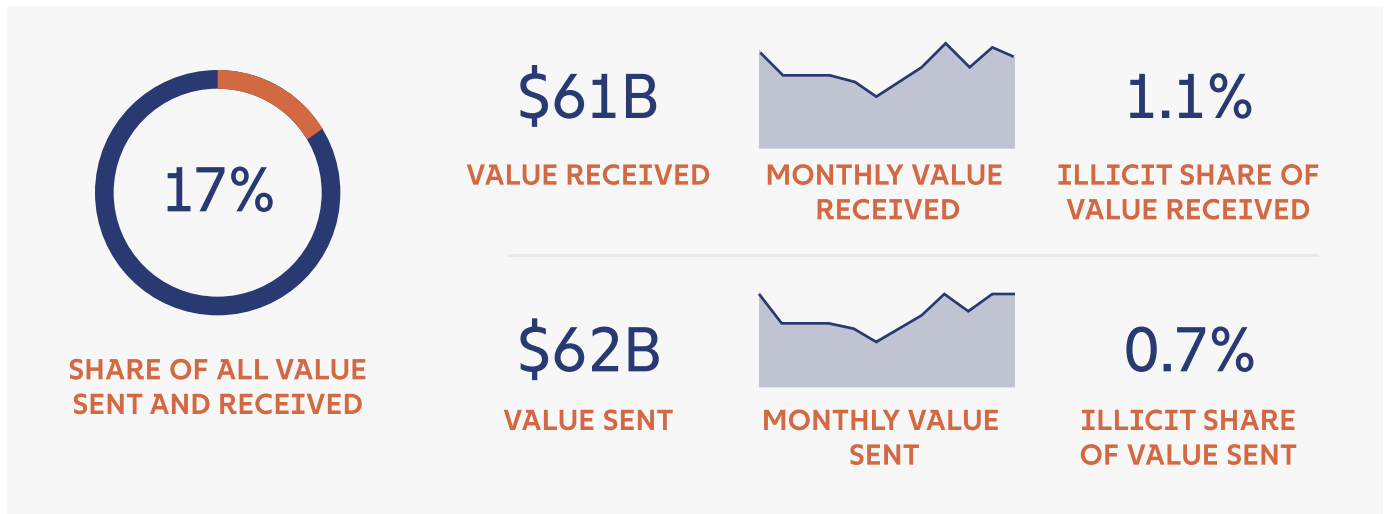 17%
SHARE OF ALL VALUE
SENT AND RECEIVED
$61B
VALUE RECEIVED
MONTHLY VALUE
RECEIVED
1.1%
ILLICIT SHARE OF
VALUE RECEIVED
$62B
VALUE SENT
MONTHLY VALUE
SENT
0.7%
ILLICIT SHARE
OF VALUE SENT